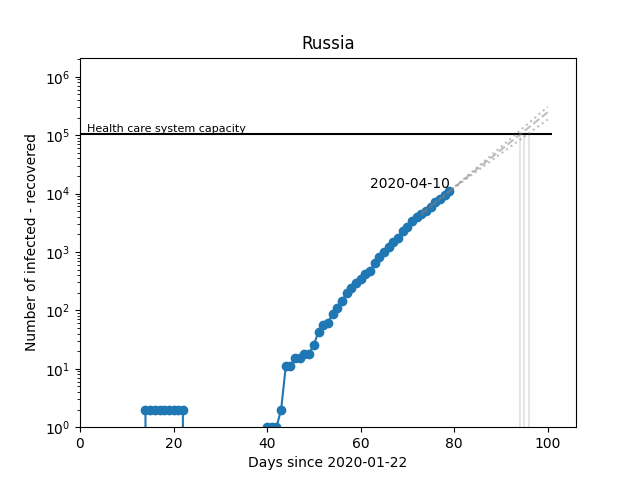 Russia
Number of infected - recovered
10⁶
10⁵
10⁴
10³
10²
10¹
10⁰
Health care system capacity
2020-04-10
0 20 40 60 80 100
Days since 2020-01-22